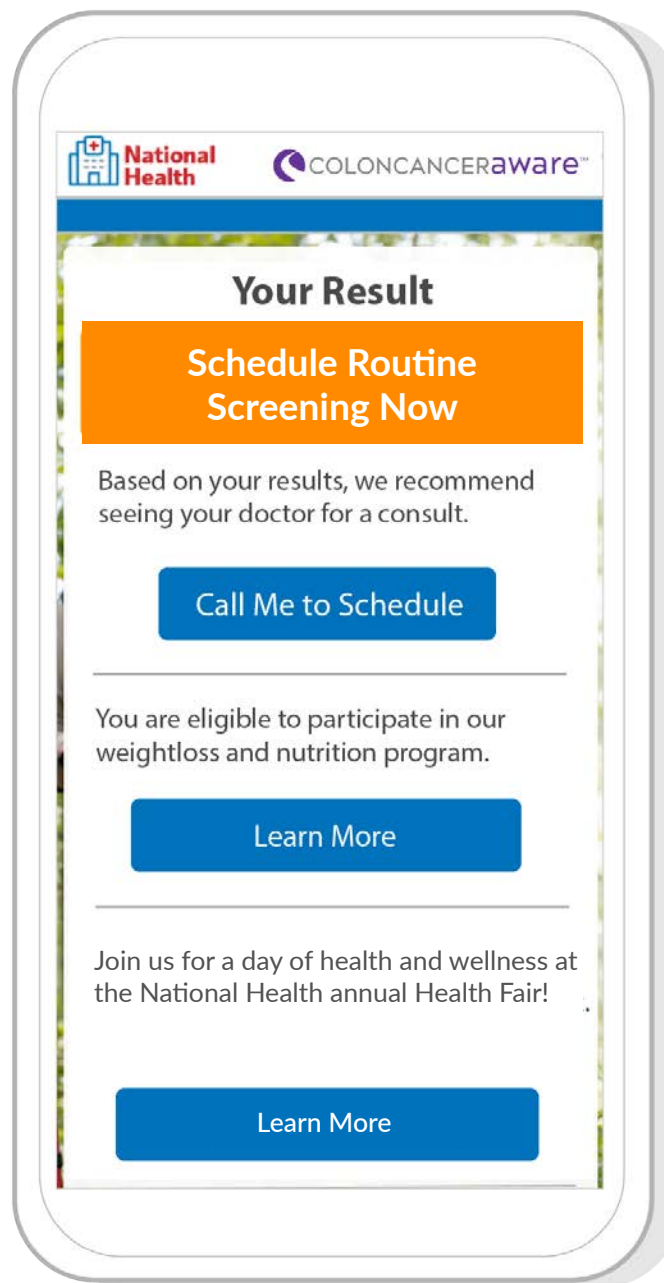 National
Health
COLONCANCERaware™
Your Result
Schedule Routine
Screening Now
Based on your results, we recommend
seeing your doctor for a consult.
Call Me to Schedule
You are eligible to participate in our
weightloss and nutrition program.
Learn More
Join us for a day of health and wellness at
the National Health annual Health Fair!
Learn More